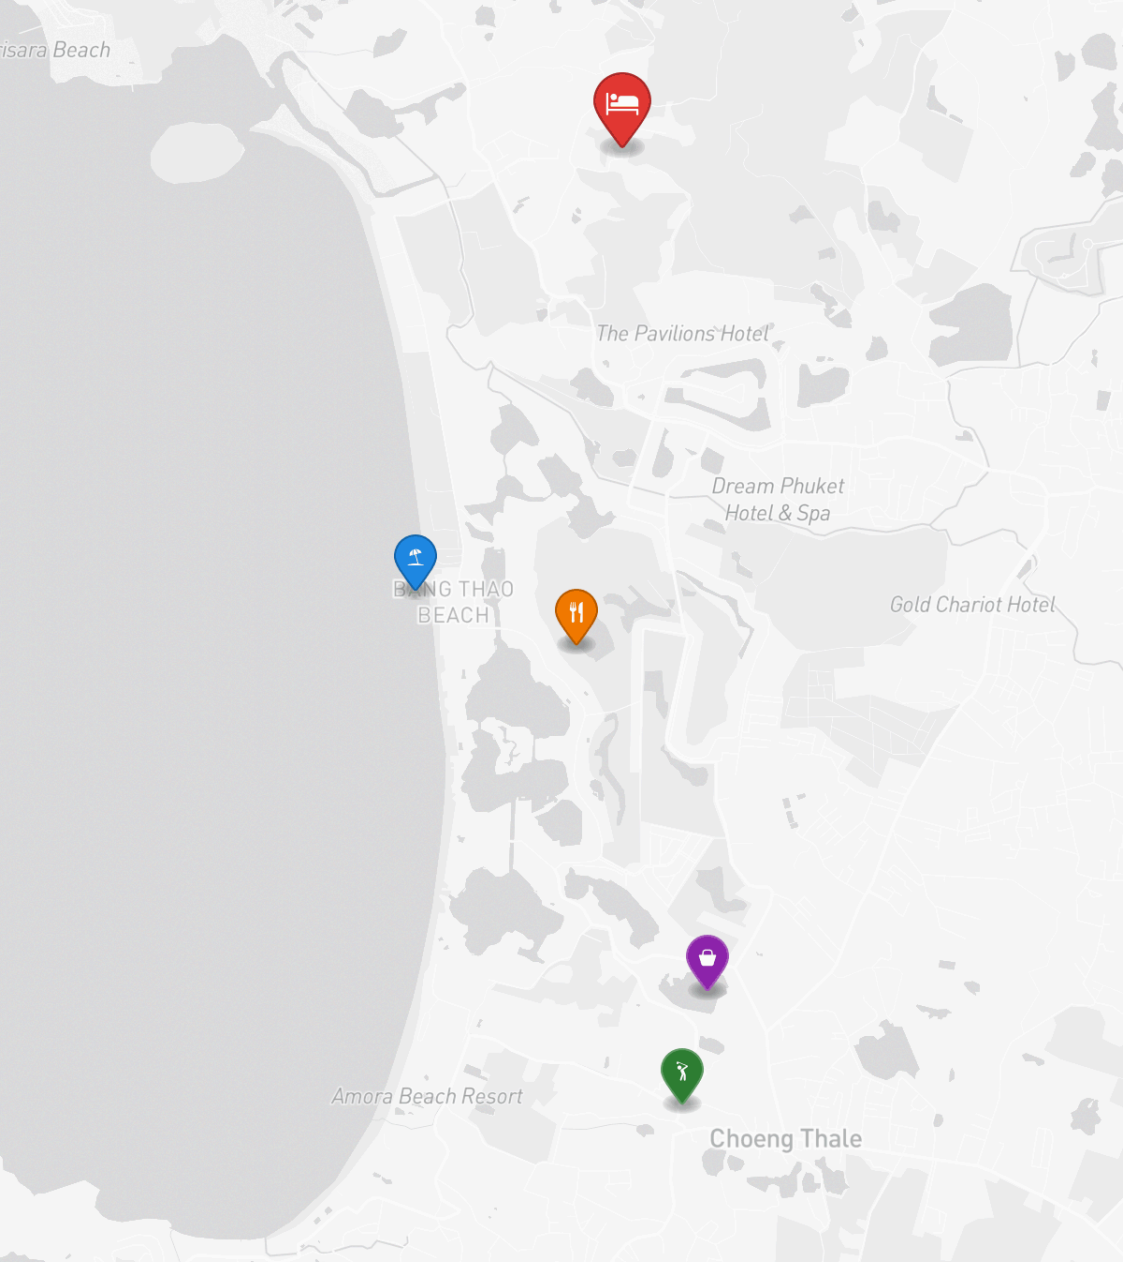 isara Beach
The Pavilions Hotel
Dream Phuket
Hotel & Spa
BANG THAO
BEACH
Gold Chariot Hotel
Amora Beach Resort
Choeng Thale